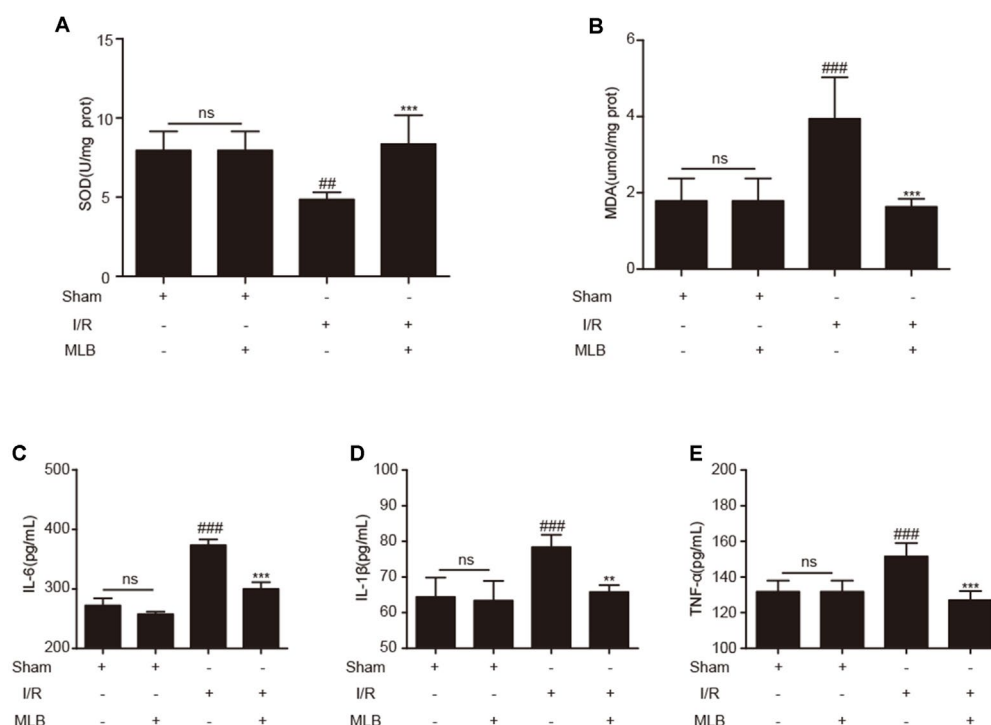 A
15
10
5
0
SOD(U/mg prot)
ns
##
***
Sham + + - -
I/R - - + +
MLB - + - +
B
6
4
2
0
MDA(umol/mg prot)
ns
###
***
Sham + + - -
I/R - - + +
MLB - + - +
C
500
400
300
200
IL-6(pg/mL)
ns
###
***
Sham + + - -
I/R - - + +
MLB - + - +
D
100
90
80
70
60
50
IL-1β(pg/mL)
ns
###
**
+ + - -
- - + +
- + - +
E
200
180
160
140
120
100
TNF-α(pg/mL)
ns
###
***
Sham + + - -
I/R - - + +
MLB - + - +